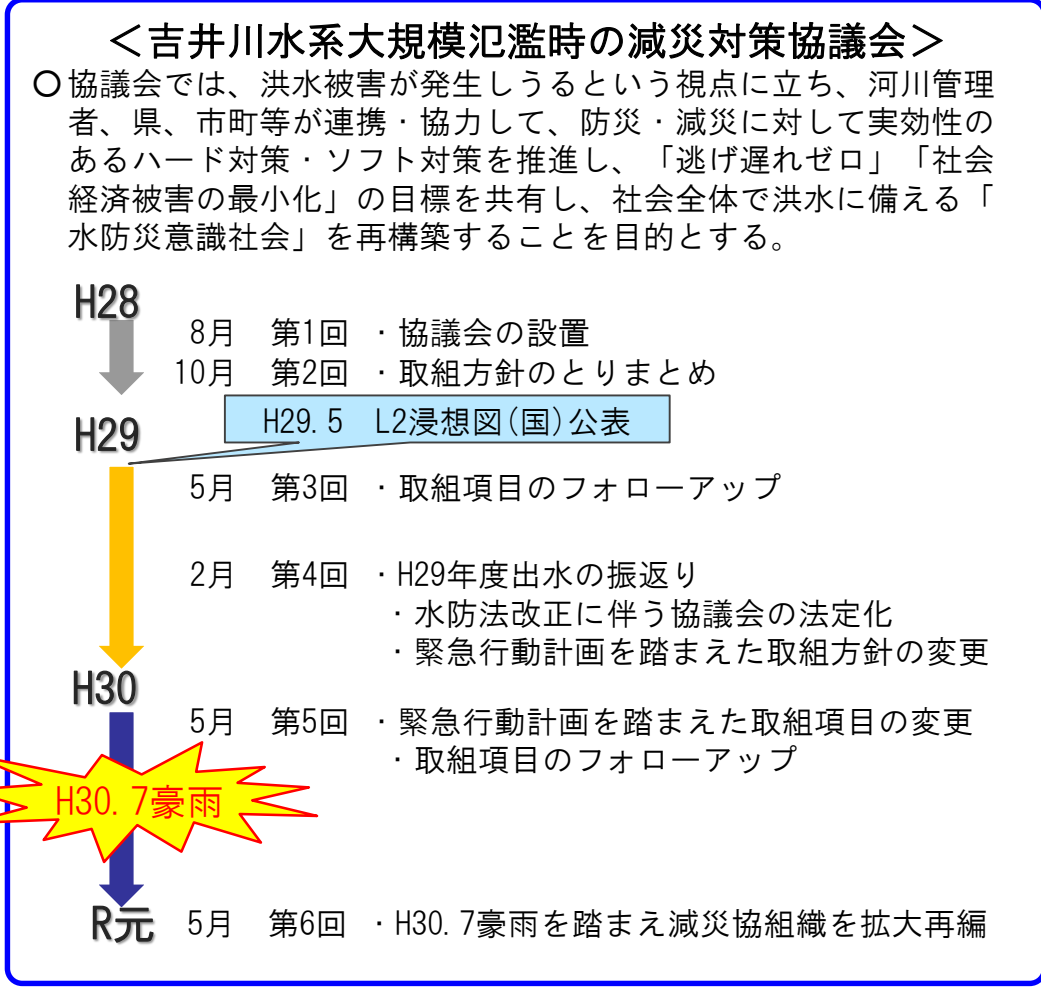 ＜吉井川水系大規模氾濫時の減災対策協議会＞
〇協議会では、洪水被害が発生しうるという視点に立ち、河川管理
者、県、市町等が連携・協力して、防災・減災に対して実効性の
あるハード対策・ソフト対策を推進し、「逃げ遅れゼロ」「社会
経済被害の最小化」の目標を共有し、社会全体で洪水に備える「
水防災意識社会」を再構築することを目的とする。
H28
8月　第1回　・協議会の設置
10月　第2回　・取組方針のとりまとめ
H29.5　L2浸想図(国)公表
H29
5月　第3回　・取組項目のフォローアップ
2月　第4回　・H29年度出水の振返り
・水防法改正に伴う協議会の法定化
・緊急行動計画を踏まえた取組方針の変更
H30
5月　第5回　・緊急行動計画を踏まえた取組項目の変更
・取組項目のフォローアップ
H30.7豪雨
R元　5月　第6回　・H30.7豪雨を踏まえ減災協組織を拡大再編